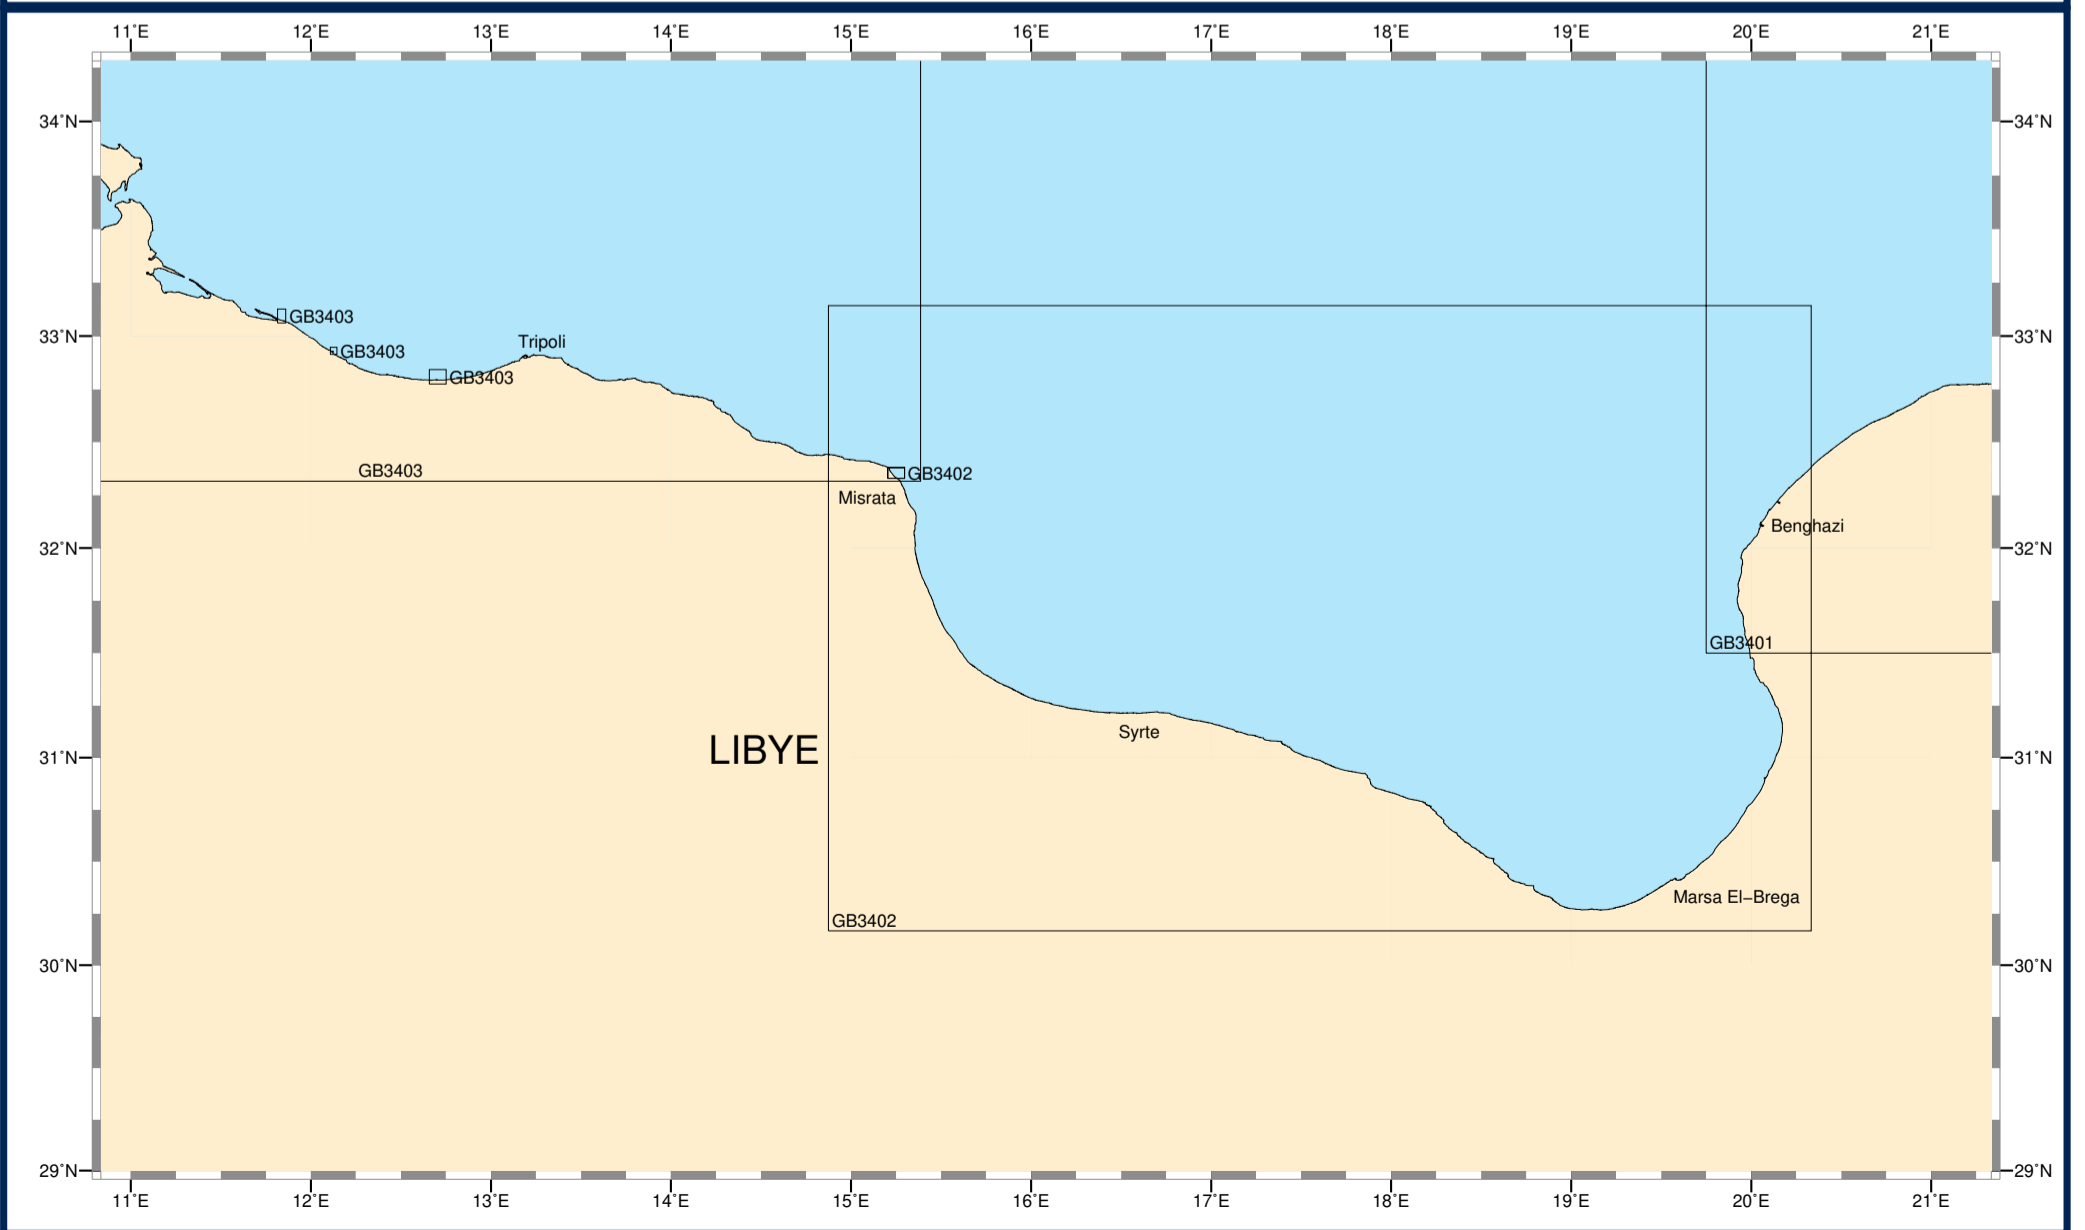 11°E 12°E 13°E 14°E 15°E 16°E 17°E 18°E 19°E 20°E 21°E
34°N 34°N
GB3403
33°N 33°N
Tripoli
GB3403
GB3403
GB3403
GB3402
Misrata
Benghazi
32°N 32°N
GB3401
Syrte
LIBYE
31°N 31°N
Marsa El−Brega
GB3402
30°N 30°N
29°N 29°N
11°E 12°E 13°E 14°E 15°E 16°E 17°E 18°E 19°E 20°E 21°E